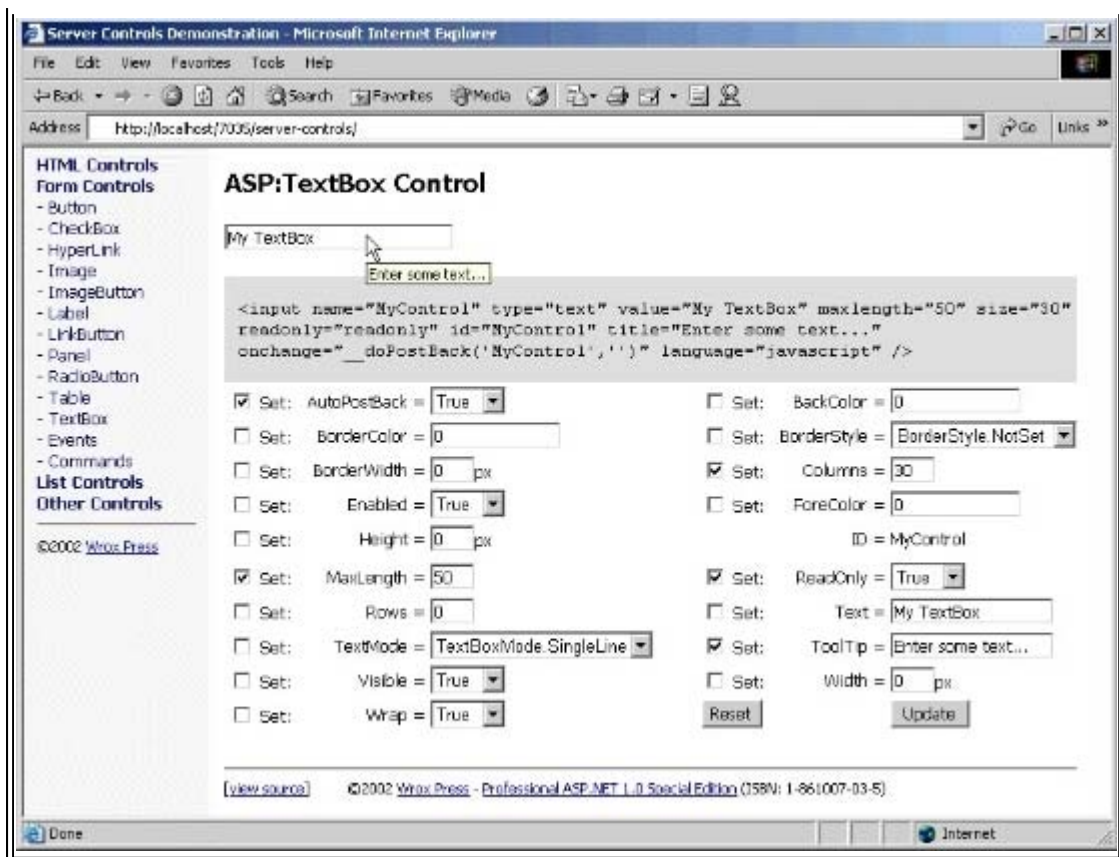 Server Controls Demonstration - Microsoft Internet Explorer
File Edit View Favorites Tools Help
Back Search Favorites Media
Address http://localhost/7035/server-controls/ Go Links »
HTML Controls
Form Controls
- Button
- CheckBox
- HyperLink
- Image
- ImageButton
- Label
- LinkButton
- Panel
- RadioButton
- Table
- TextBox
- Events
- Commands
List Controls
Other Controls
©2002 Wrox Press
ASP:TextBox Control
My TextBox
Enter some text...
<input name="MyControl" type="text" value="My TextBox" maxlength="50" size="30"
readonly="readonly" id="MyControl" title="Enter some text..."
onchange="__doPostBack('MyControl','')" language="javascript" />
Set: AutoPostBack = True Set: BackColor = 0
Set: BorderColor = 0 Set: BorderStyle = BorderStyle.NotSet
Set: BorderWidth = 0 px Set: Columns = 30
Set: Enabled = True Set: ForeColor = 0
Set: Height = 0 px ID = MyControl
Set: MaxLength = 50 Set: ReadOnly = True
Set: Rows = 0 Set: Text = My TextBox
Set: TextMode = TextBoxMode.SingleLine Set: ToolTip = Enter some text...
Set: Visible = True Set: Width = 0 px
Set: Wrap = True Reset Update
[view source] ©2002 Wrox Press - Professional ASP.NET 1.0 Special Edition (ISBN: 1-861007-03-5)
Done Internet